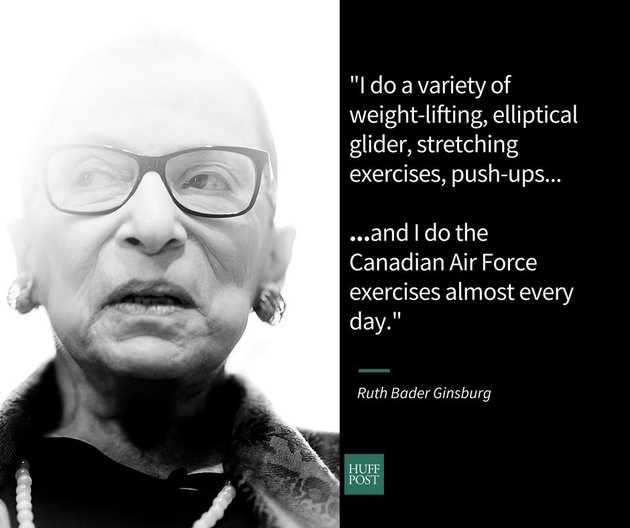 "I do a variety of
weight-lifting, elliptical
glider, stretching
exercises, push-ups...
...and I do the
Canadian Air Force
exercises almost every
day."
Ruth Bader Ginsburg
HUFF
POST